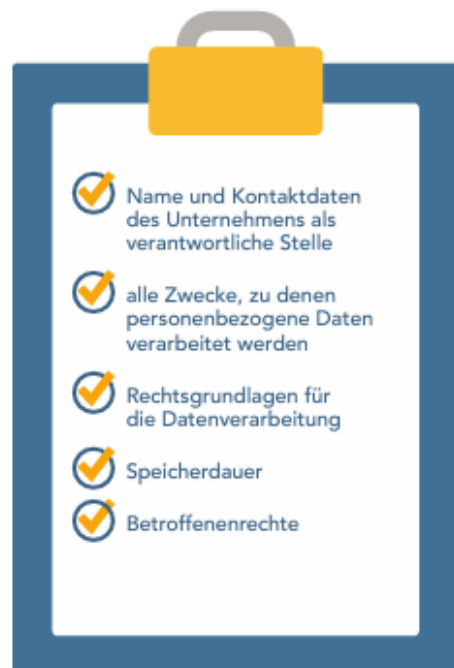 Name und Kontaktdaten
des Unternehmens als
verantwortliche Stelle
alle Zwecke, zu denen
personenbezogene Daten
verarbeitet werden
Rechtsgrundlagen für
die Datenverarbeitung
Speicherdauer
Betroffenenrechte